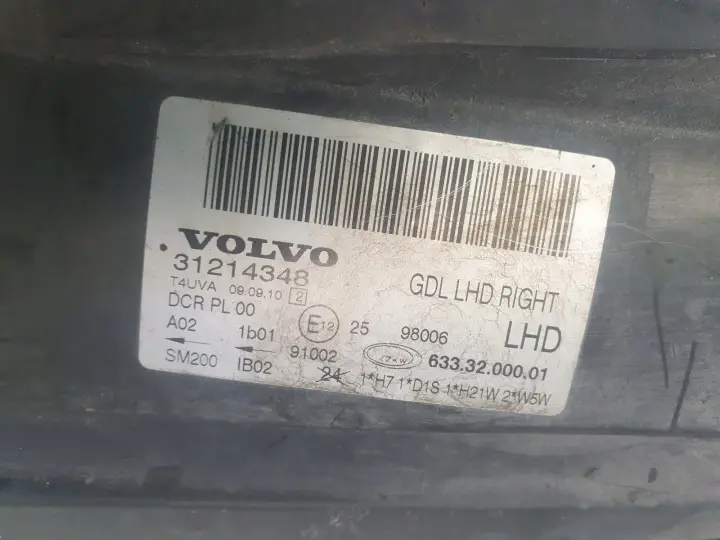 VOLVO
31214348
GDL LHD RIGHT
T4UVA 09.09.10 2
DCR PL 00
LHD
A02 1b01 E12 25 98006
91002 ZKW 633.32.000.01
SM200 IB02 24 1*H7 1*D1S 1*H21W 2*W5W